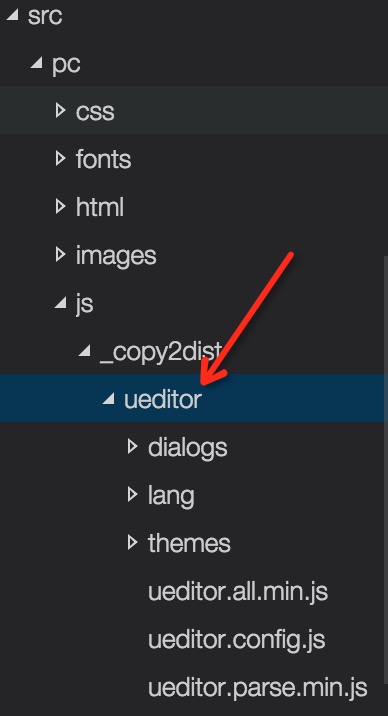 src
pc
css
fonts
html
images
js
_copy2dist
ueditor
dialogs
lang
themes
ueditor.all.min.js
ueditor.config.js
ueditor.parse.min.js